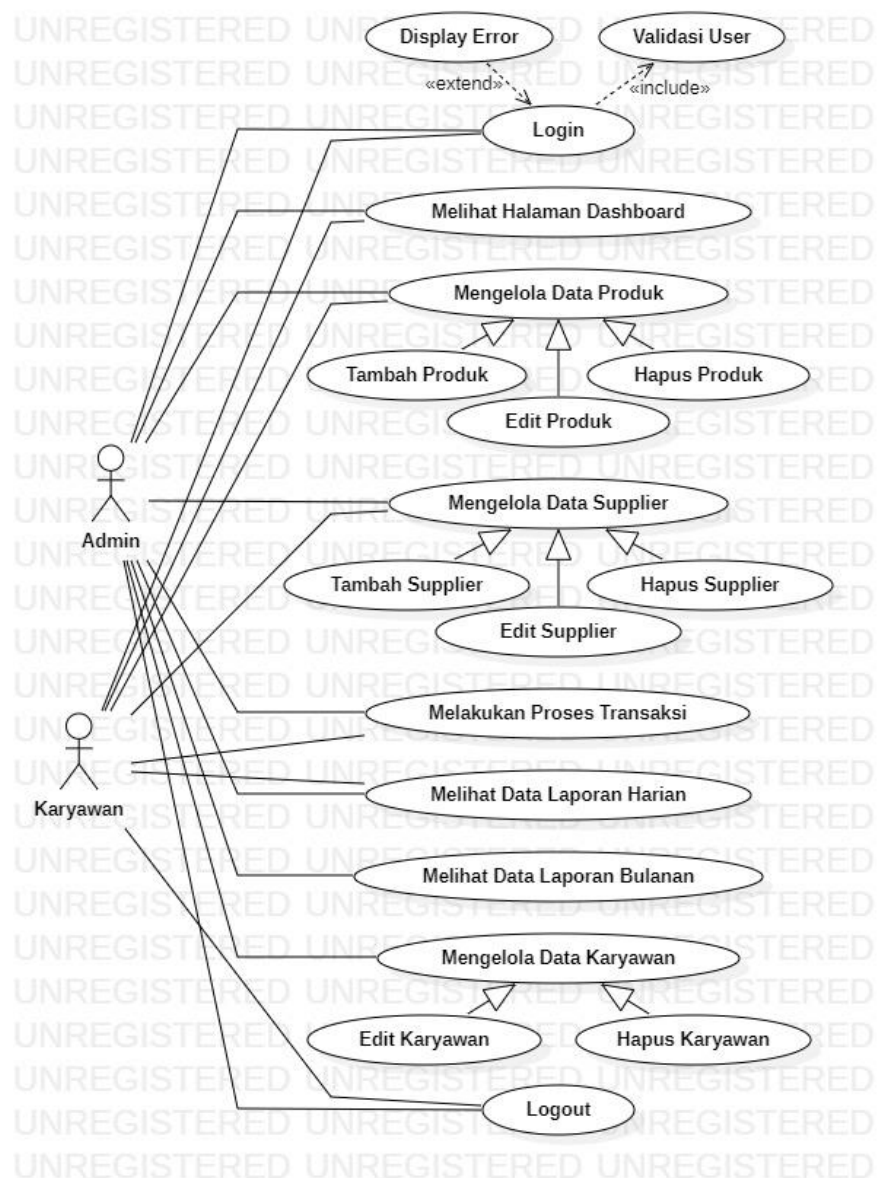 Display Error
Validasi User
«extend»
«include»
Login
Melihat Halaman Dashboard
Mengelola Data Produk
Tambah Produk
Hapus Produk
Edit Produk
Admin
Mengelola Data Supplier
Tambah Supplier
Hapus Supplier
Edit Supplier
Melakukan Proses Transaksi
Karyawan
Melihat Data Laporan Harian
Melihat Data Laporan Bulanan
Mengelola Data Karyawan
Edit Karyawan
Hapus Karyawan
Logout
UNREGISTERED